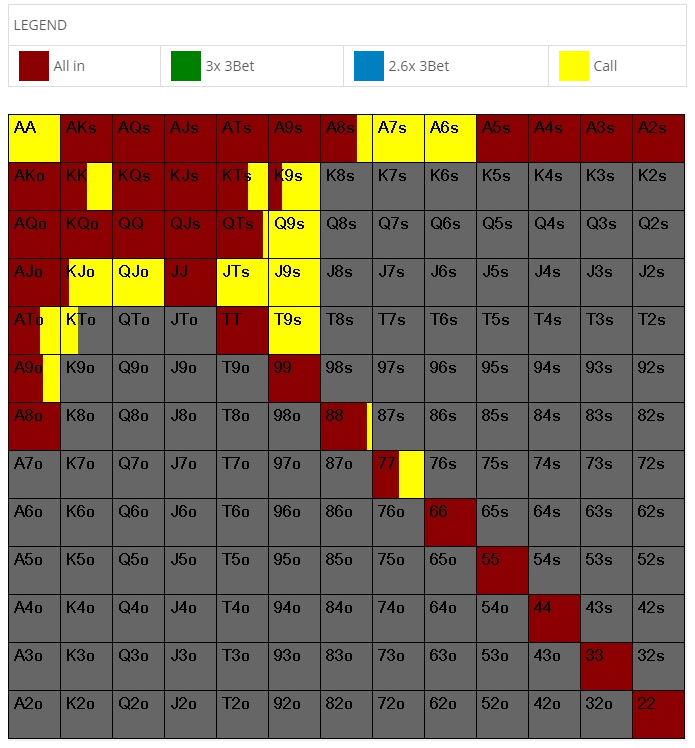 LEGEND
All in 3x 3Bet 2.6x 3Bet Call
AA AKs AQs AJs ATs A9s A8s A7s A6s A5s A4s A3s A2s
AKo KK KQs KJs KTs K9s K8s K7s K6s K5s K4s K3s K2s
AQo KQo QQ QJs QTs Q9s Q8s Q7s Q6s Q5s Q4s Q3s Q2s
AJo KJo QJo JJ JTs J9s J8s J7s J6s J5s J4s J3s J2s
ATo KTo QTo JTo TT T9s T8s T7s T6s T5s T4s T3s T2s
A9o K9o Q9o J9o T9o 99 98s 97s 96s 95s 94s 93s 92s
A8o K8o Q8o J8o T8o 98o 88 87s 86s 85s 84s 83s 82s
A7o K7o Q7o J7o T7o 97o 87o 77 76s 75s 74s 73s 72s
A6o K6o Q6o J6o T6o 96o 86o 76o 66 65s 64s 63s 62s
A5o K5o Q5o J5o T5o 95o 85o 75o 65o 55 54s 53s 52s
A4o K4o Q4o J4o T4o 94o 84o 74o 64o 54o 44 43s 42s
A3o K3o Q3o J3o T3o 93o 83o 73o 63o 53o 43o 33 32s
A2o K2o Q2o J2o T2o 92o 82o 72o 62o 52o 42o 32o 22